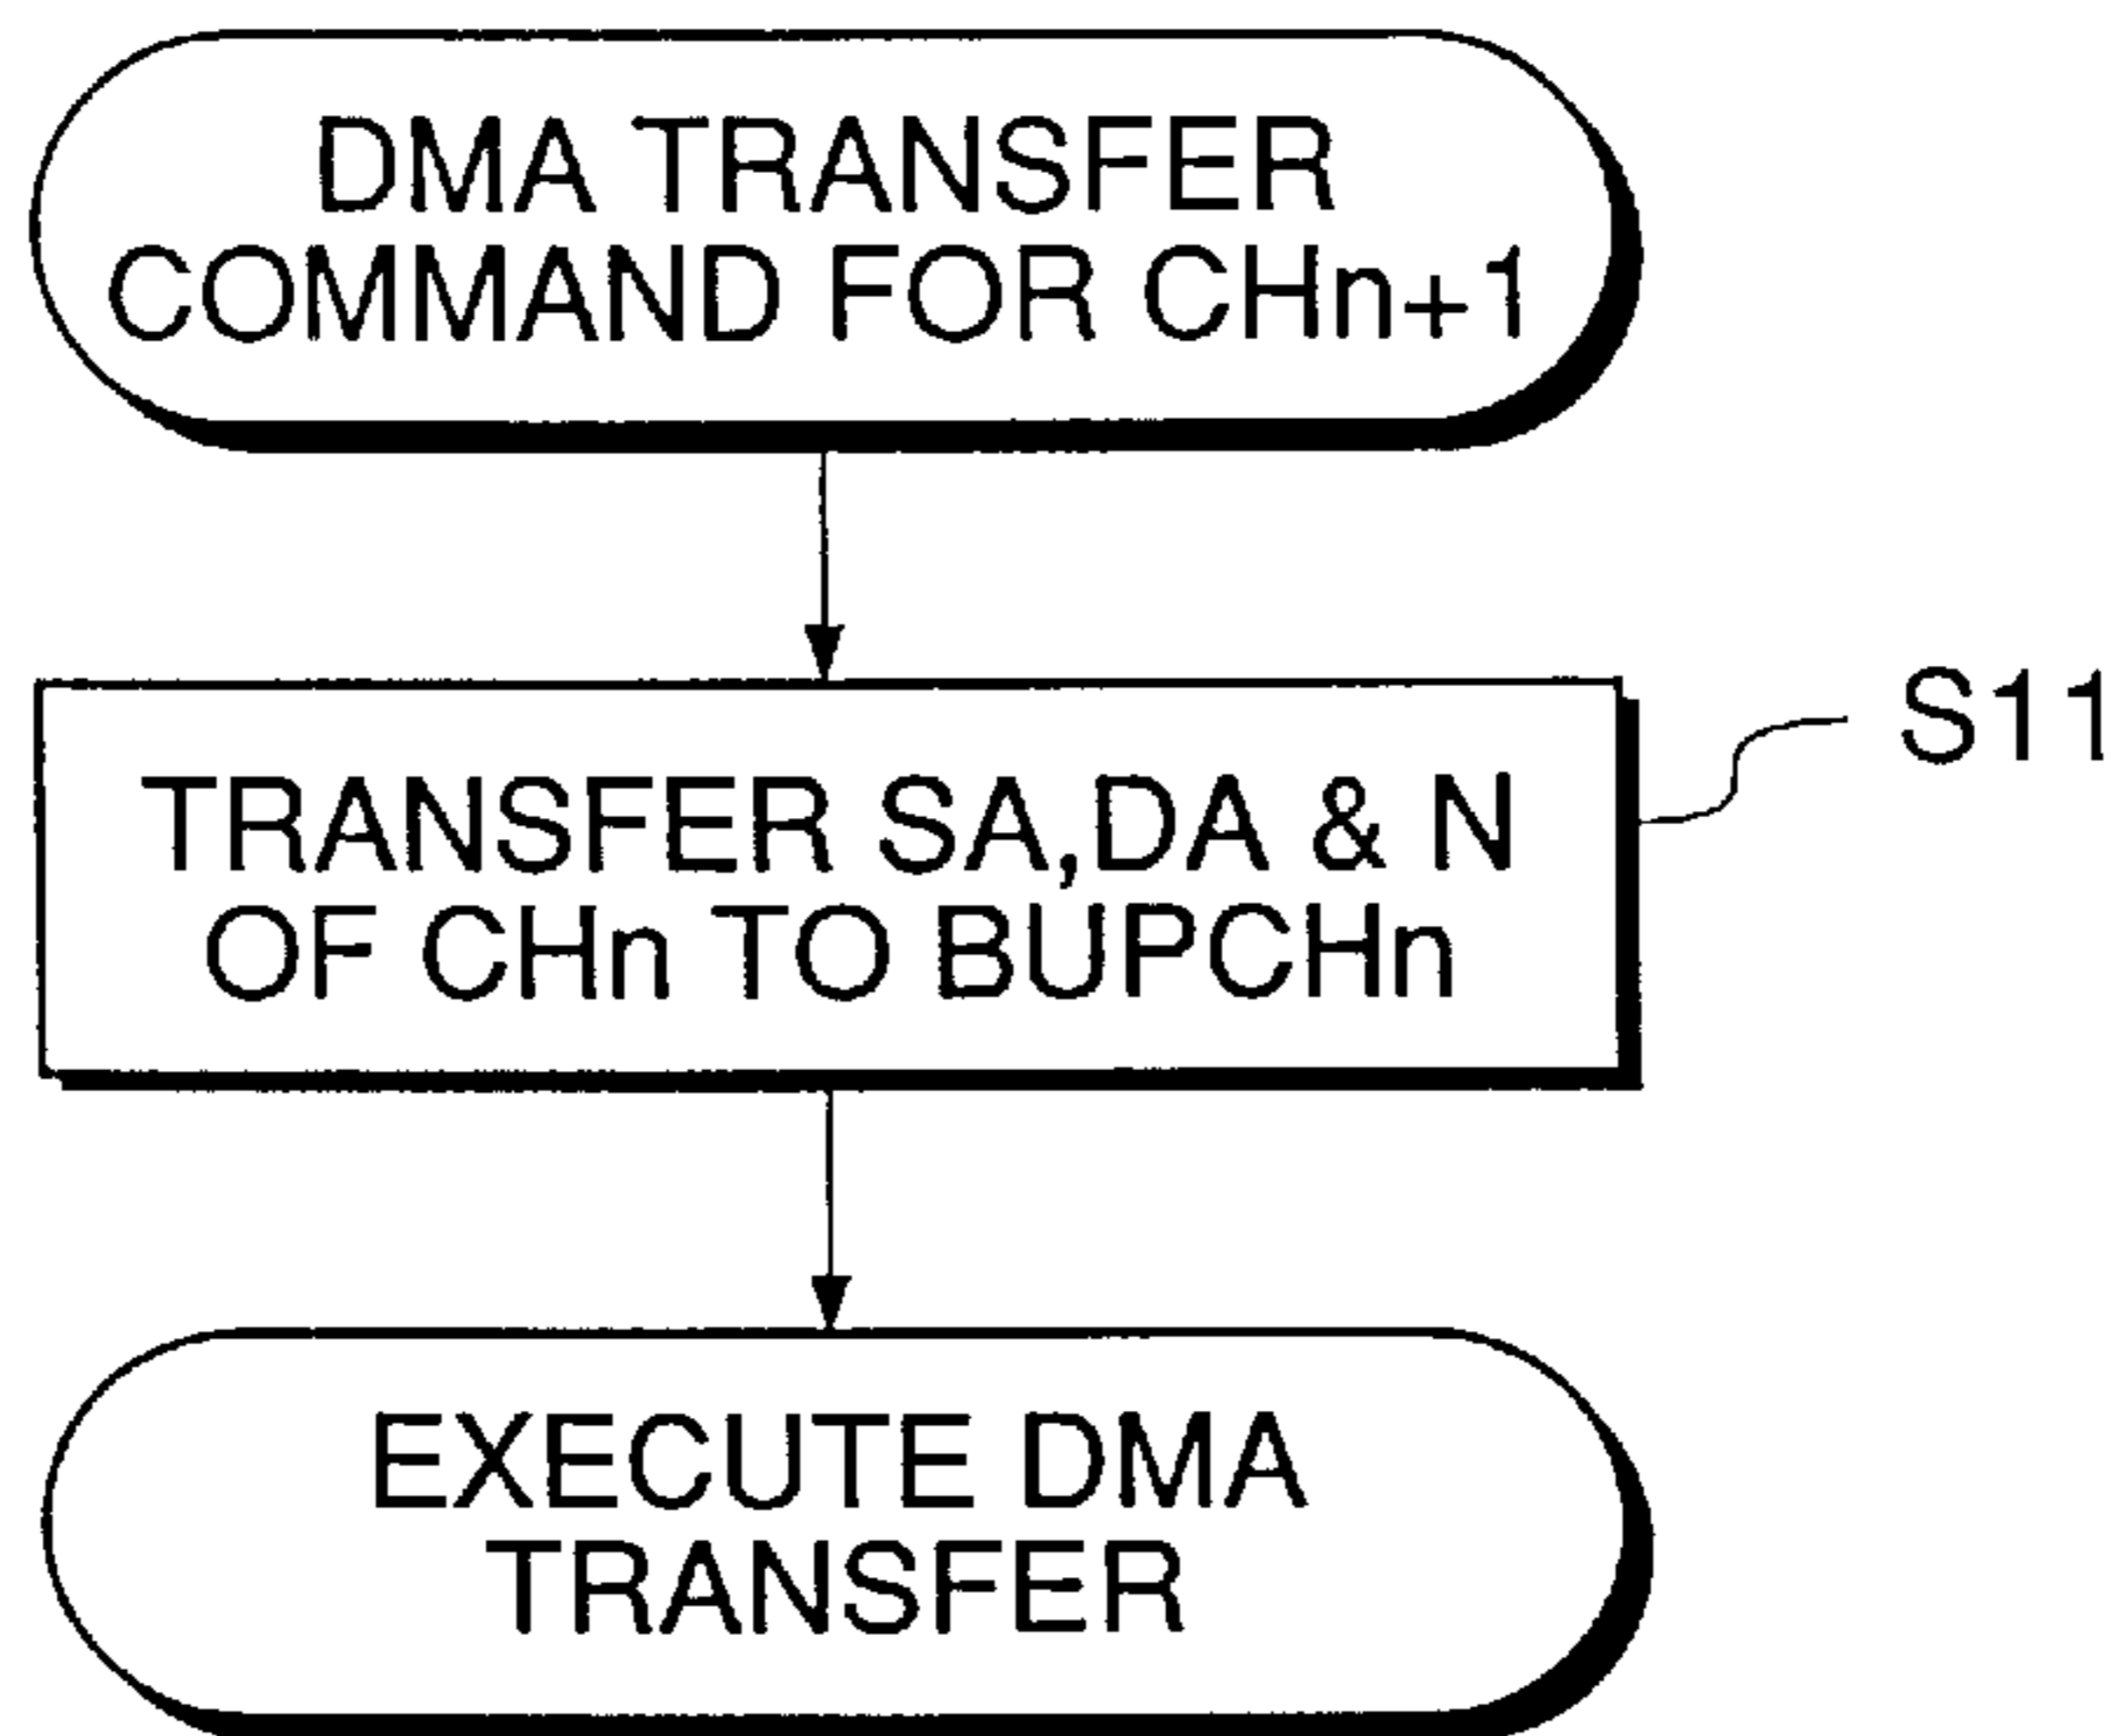 DMA TRANSFER
COMMAND FOR CHn+1
S11
TRANSFER SA,DA & N
OF CHn TO BUPCHn
EXECUTE DMA
TRANSFER